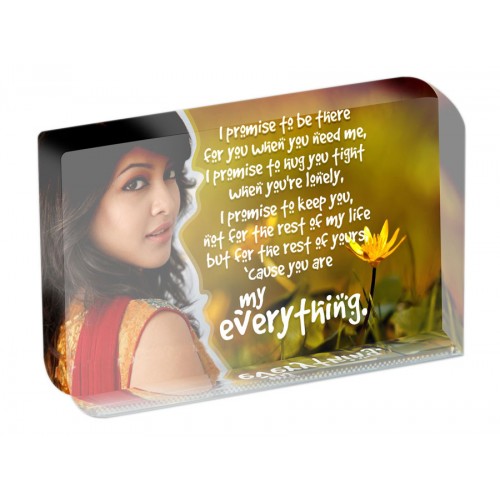 I promise to be there
for you when you need me,
I promise to hug you tight
when you're lonely,
I promise to keep you,
not for the rest of my life
but for the rest of yours
'cause you are
my
everything.